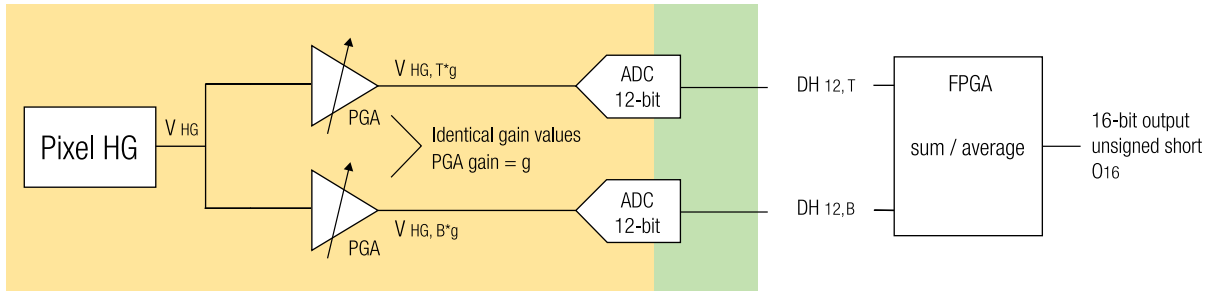 Pixel HG
V HG
V HG, T*g
PGA
Identical gain values
PGA gain = g
V HG, B*g
PGA
ADC
12-bit
ADC
12-bit
DH 12, T
DH 12,B
FPGA
sum / average
16-bit output
unsigned short
O16